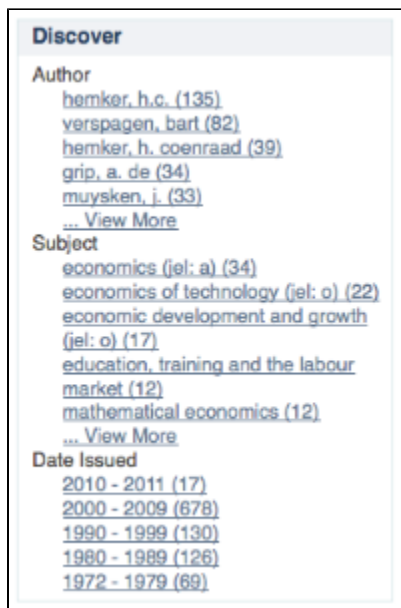 Discover
Author
hemker, h.c. (135)
verspagen, bart (82)
hemker, h. coenraad (39)
grip, a. de (34)
muysken, j. (33)
... View More
Subject
economics (jel: a) (34)
economics of technology (jel: o) (22)
economic development and growth
(jel: o) (17)
education, training and the labour
market (12)
mathematical economics (12)
... View More
Date Issued
2010 - 2011 (17)
2000 - 2009 (678)
1990 - 1999 (130)
1980 - 1989 (126)
1972 - 1979 (69)